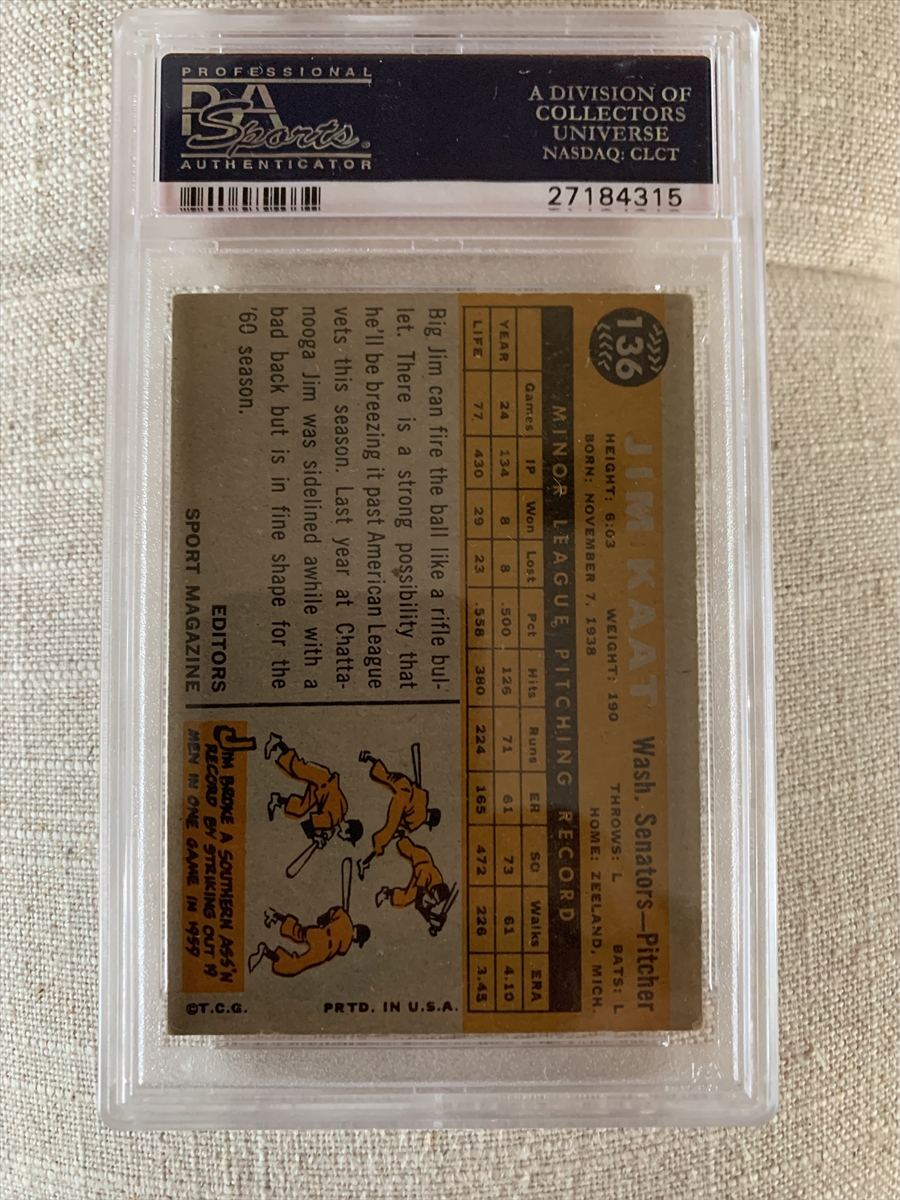 PROFESSIONAL
PSA
Sports
AUTHENTICATOR
A DIVISION OF
COLLECTORS
UNIVERSE
NASDAQ: CLCT
27184315
136
JIM KAAT Wash. Senators—Pitcher
HEIGHT: 6:03 WEIGHT: 190 THROWS: L BATS: L
BORN: NOVEMBER 7, 1938 HOME: ZEELAND, MICH.
MINOR LEAGUE PITCHING RECORD
Games IP Won Lost Pct Hits Runs ER SO Walks ERA
YEAR 24 134 8 8 .500 126 71 61 73 61 4.10
LIFE 77 430 29 23 .558 380 224 165 472 226 3.45
Big Jim can fire the ball like a rifle bul-
let. There is a strong possibility that
he'll be breezing it past American League
vets this season. Last year at Chatta-
nooga Jim was sidelined awhile with a
bad back but is in fine shape for the
'60 season.
EDITORS
SPORT MAGAZINE
JIM BROKE A SOUTHERN ASS'N
RECORD BY STRIKING OUT 19
MEN IN ONE GAME IN 1959
©T.C.G. PRTD. IN U.S.A.